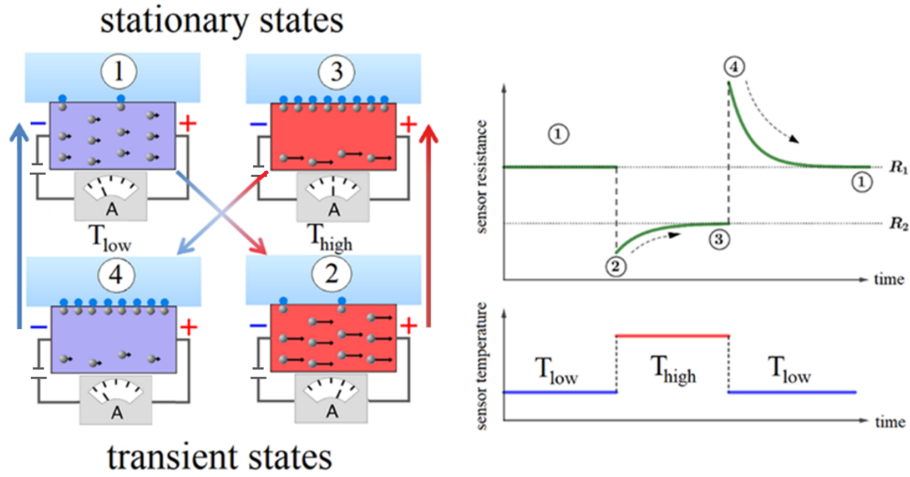 stationary states
① ③
− + − +
A A
T_low T_high
④ ②
− + − +
A A
transient states
sensor resistance
①
④
R₁
①
R₂
③
②
time
sensor temperature
T_low T_high T_low
time